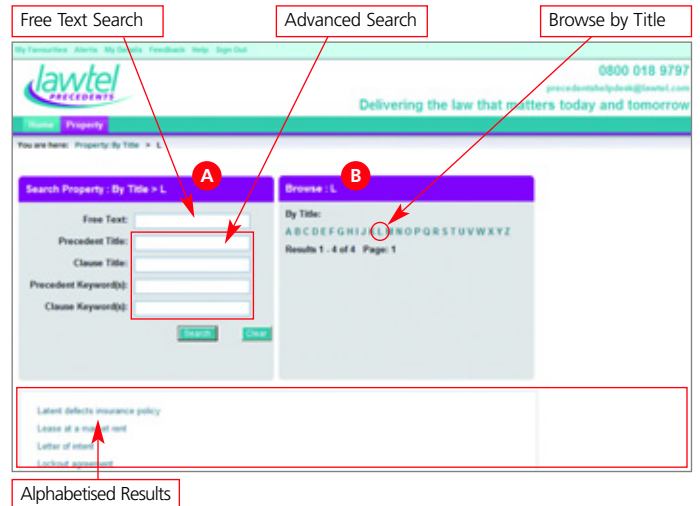 Free Text Search
Advanced Search
Browse by Title
My Favourites Alerts My Details Feedback Help Sign Out
lawtel
PRECEDENTS
0800 018 9797
precedentshelpdesk@lawtel.com
Delivering the law that matters today and tomorrow
Home Property
You are here: Property:By Title > L
A
B
Search Property : By Title > L
Browse : L
Free Text:
Precedent Title:
Clause Title:
Precedent Keyword(s):
Clause Keyword(s):
Search Clear
By Title:
A B C D E F G H I J K L M N O P Q R S T U V W X Y Z
Results 1 - 4 of 4 Page: 1
Latent defects insurance policy
Lease at a market rent
Letter of intent
Lockout agreement
Alphabetised Results